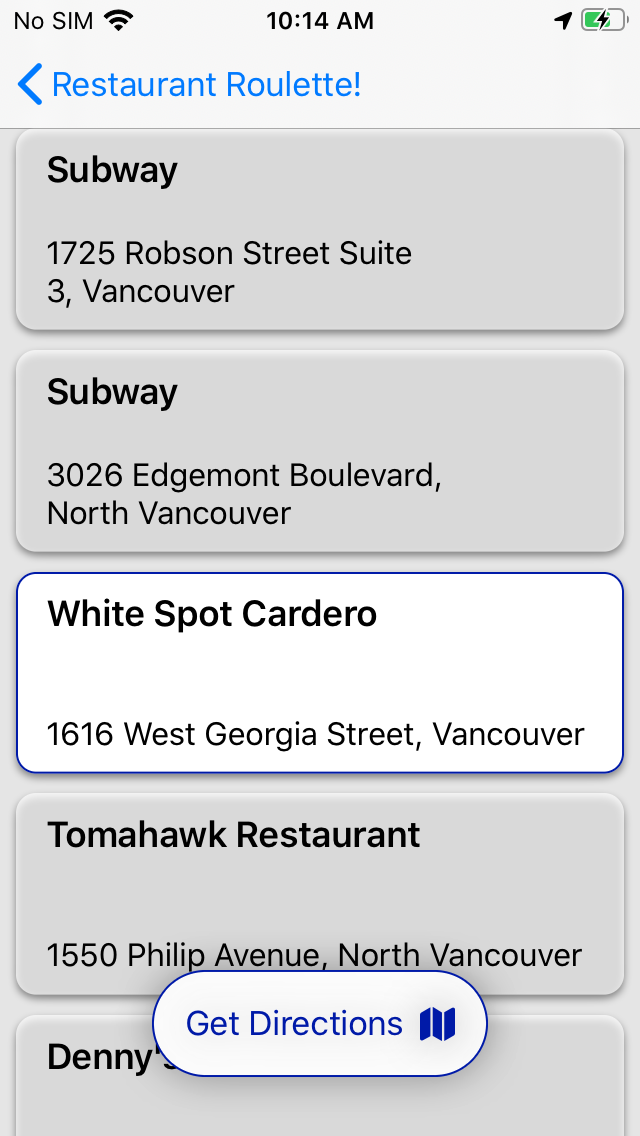 No SIM 10:14 AM
Restaurant Roulette!
Subway
1725 Robson Street Suite
3, Vancouver
Subway
3026 Edgemont Boulevard,
North Vancouver
White Spot Cardero
1616 West Georgia Street, Vancouver
Tomahawk Restaurant
1550 Philip Avenue, North Vancouver
Get Directions
Denny's